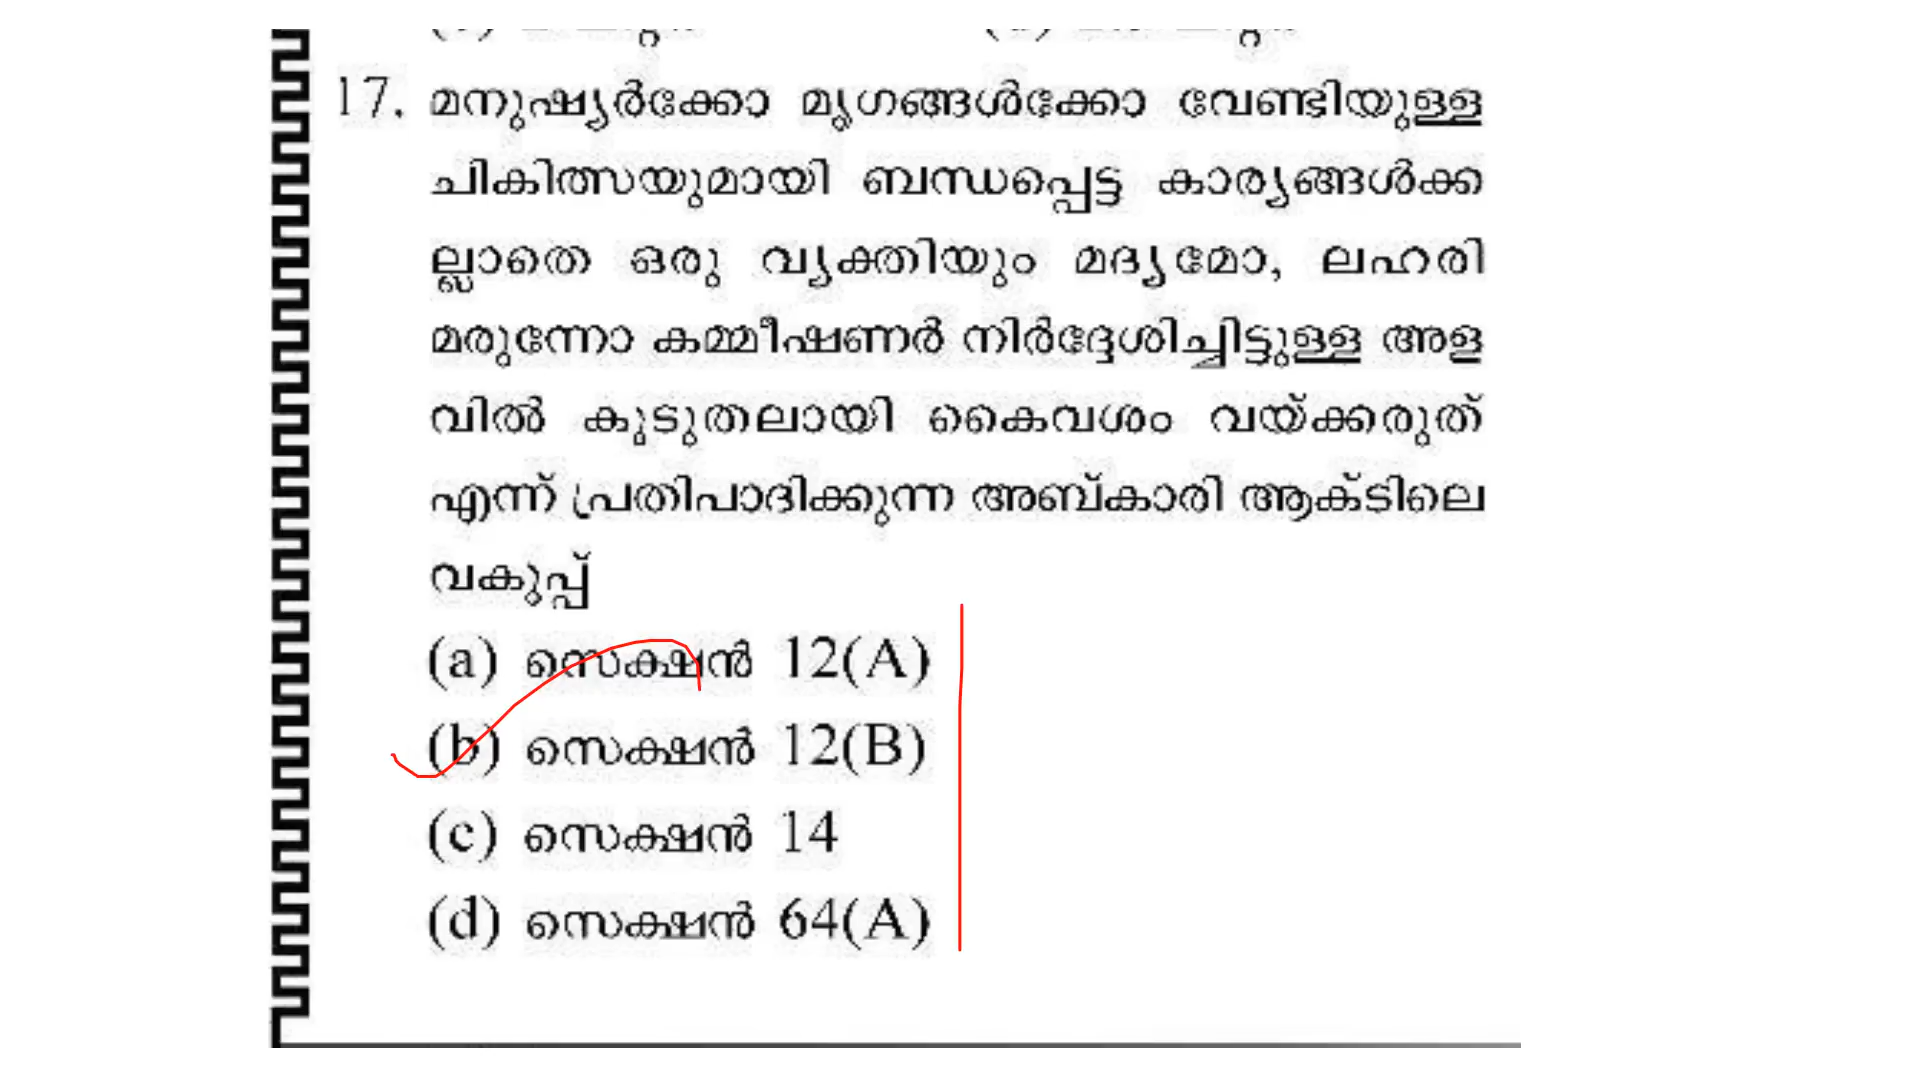 17. മനുഷ്യർക്കോ മൃഗങ്ങൾക്കോ വേണ്ടിയുള്ള
ചികിത്സയുമായി ബന്ധപ്പെട്ട കാര്യങ്ങൾക്ക
ല്ലാതെ ഒരു വ്യക്തിയും മദ്യമോ, ലഹരി
മരുന്നോ കമ്മീഷണർ നിർദ്ദേശിച്ചിട്ടുള്ള അള
വിൽ കൂടുതലായി കൈവശം വയ്ക്കരുത്
എന്ന് പ്രതിപാദിക്കുന്ന അബ്കാരി ആക്ടിലെ
വകുപ്പ്
(a) സെക്ഷൻ 12(A)
(b) സെക്ഷൻ 12(B)
(c) സെക്ഷൻ 14
(d) സെക്ഷൻ 64(A)